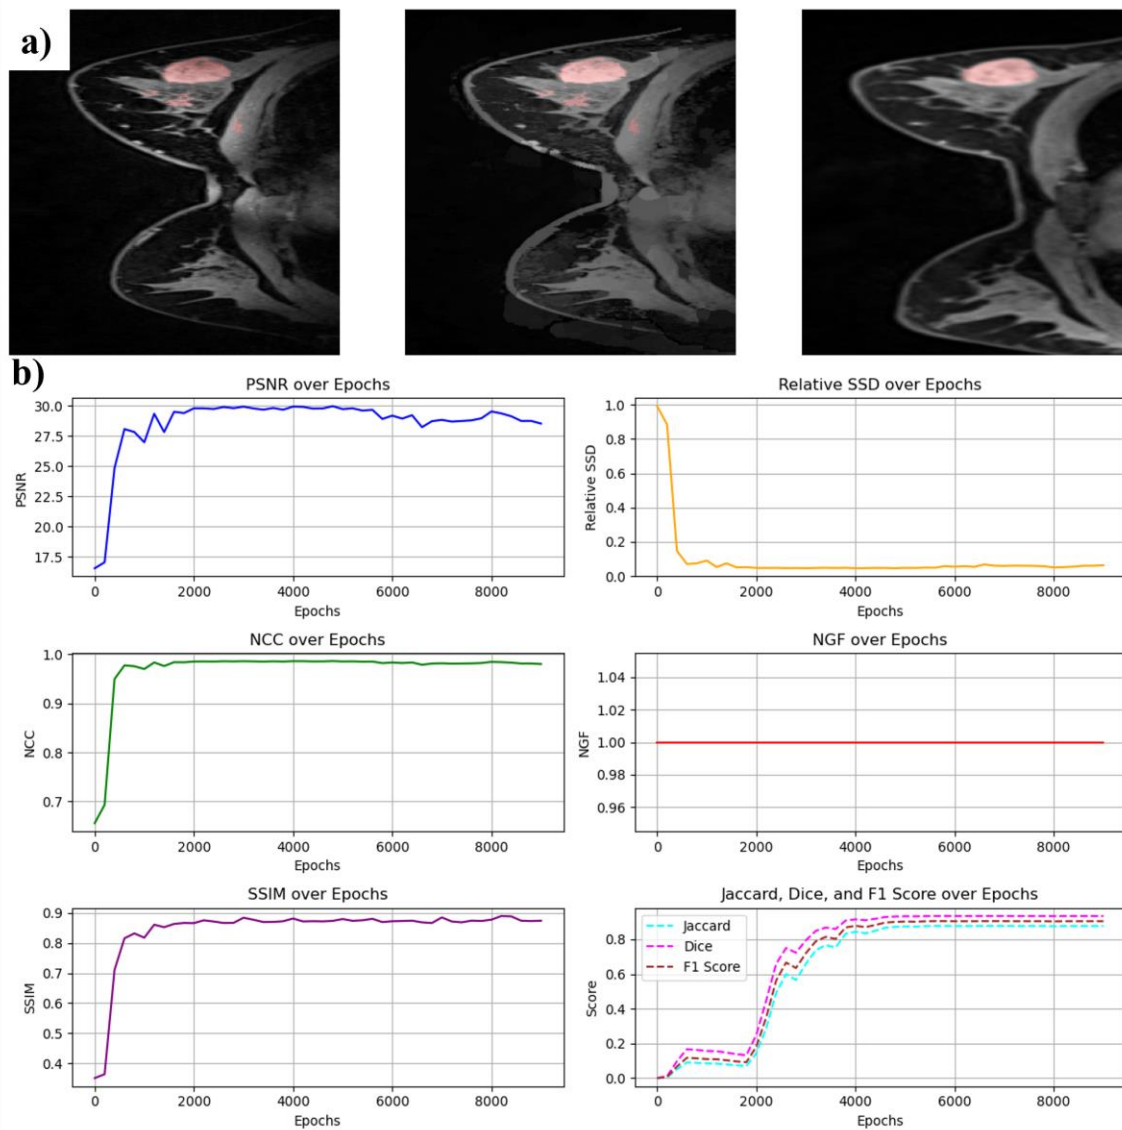 a)
b)
PSNR over Epochs
PSNR
30.0
27.5
25.0
22.5
20.0
17.5
0 2000 4000 6000 8000
Epochs
Relative SSD over Epochs
Relative SSD
1.0
0.8
0.6
0.4
0.2
0.0
0 2000 4000 6000 8000
Epochs
NCC over Epochs
NCC
1.0
0.9
0.8
0.7
0 2000 4000 6000 8000
Epochs
NGF over Epochs
NGF
1.04
1.02
1.00
0.98
0.96
0 2000 4000 6000 8000
Epochs
SSIM over Epochs
SSIM
0.9
0.8
0.7
0.6
0.5
0.4
0 2000 4000 6000 8000
Epochs
Jaccard, Dice, and F1 Score over Epochs
Jaccard
Dice
F1 Score
Score
0.8
0.6
0.4
0.2
0.0
0 2000 4000 6000 8000
Epochs